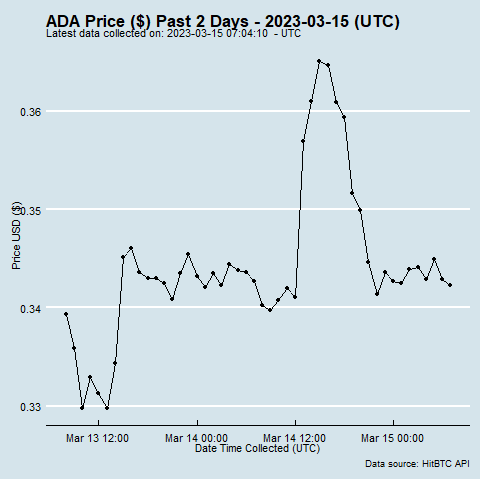 ADA Price ($) Past 2 Days - 2023-03-15 (UTC)
Latest data collected on: 2023-03-15 07:04:10  - UTC
Price USD ($)
0.36
0.35
0.34
0.33
Mar 13 12:00
Mar 14 00:00
Mar 14 12:00
Mar 15 00:00
Date Time Collected (UTC)
Data source: HitBTC API